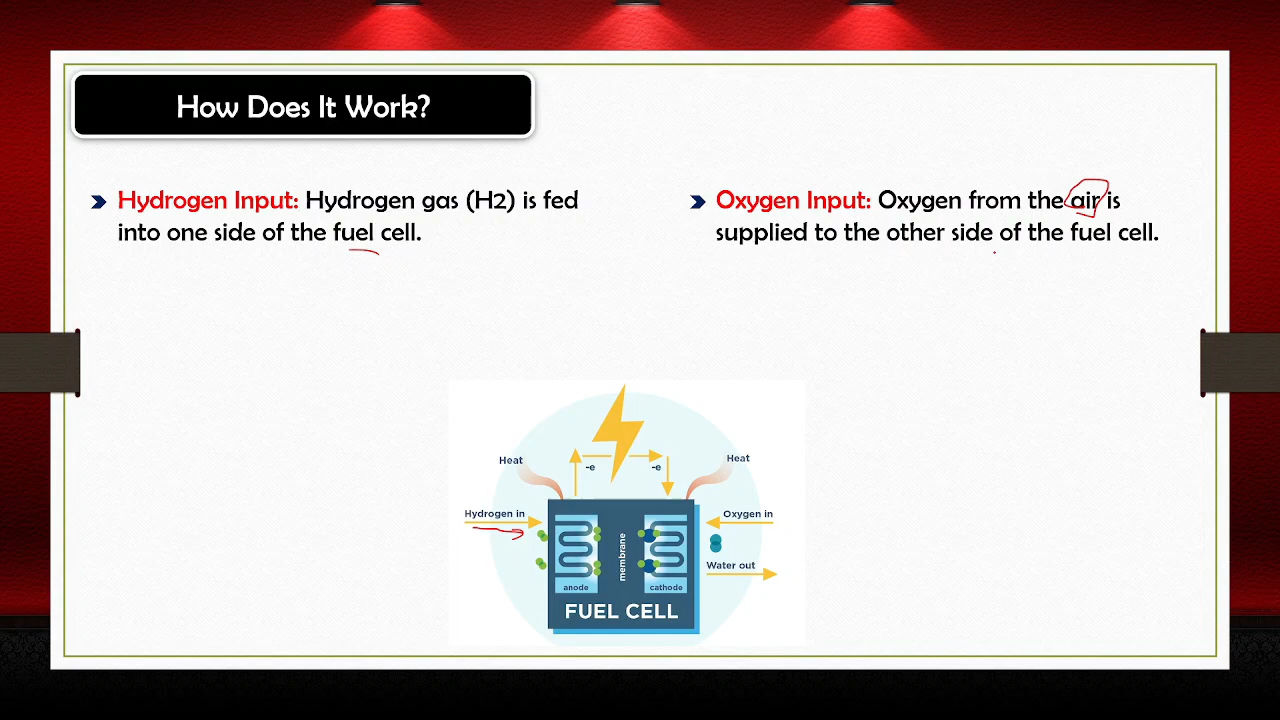 How Does It Work?
Hydrogen Input: Hydrogen gas (H2) is fed
into one side of the fuel cell.
Oxygen Input: Oxygen from the air is
supplied to the other side of the fuel cell.
Heat
-e
-e
Heat
Hydrogen in
Oxygen in
membrane
Water out
anode
cathode
FUEL CELL